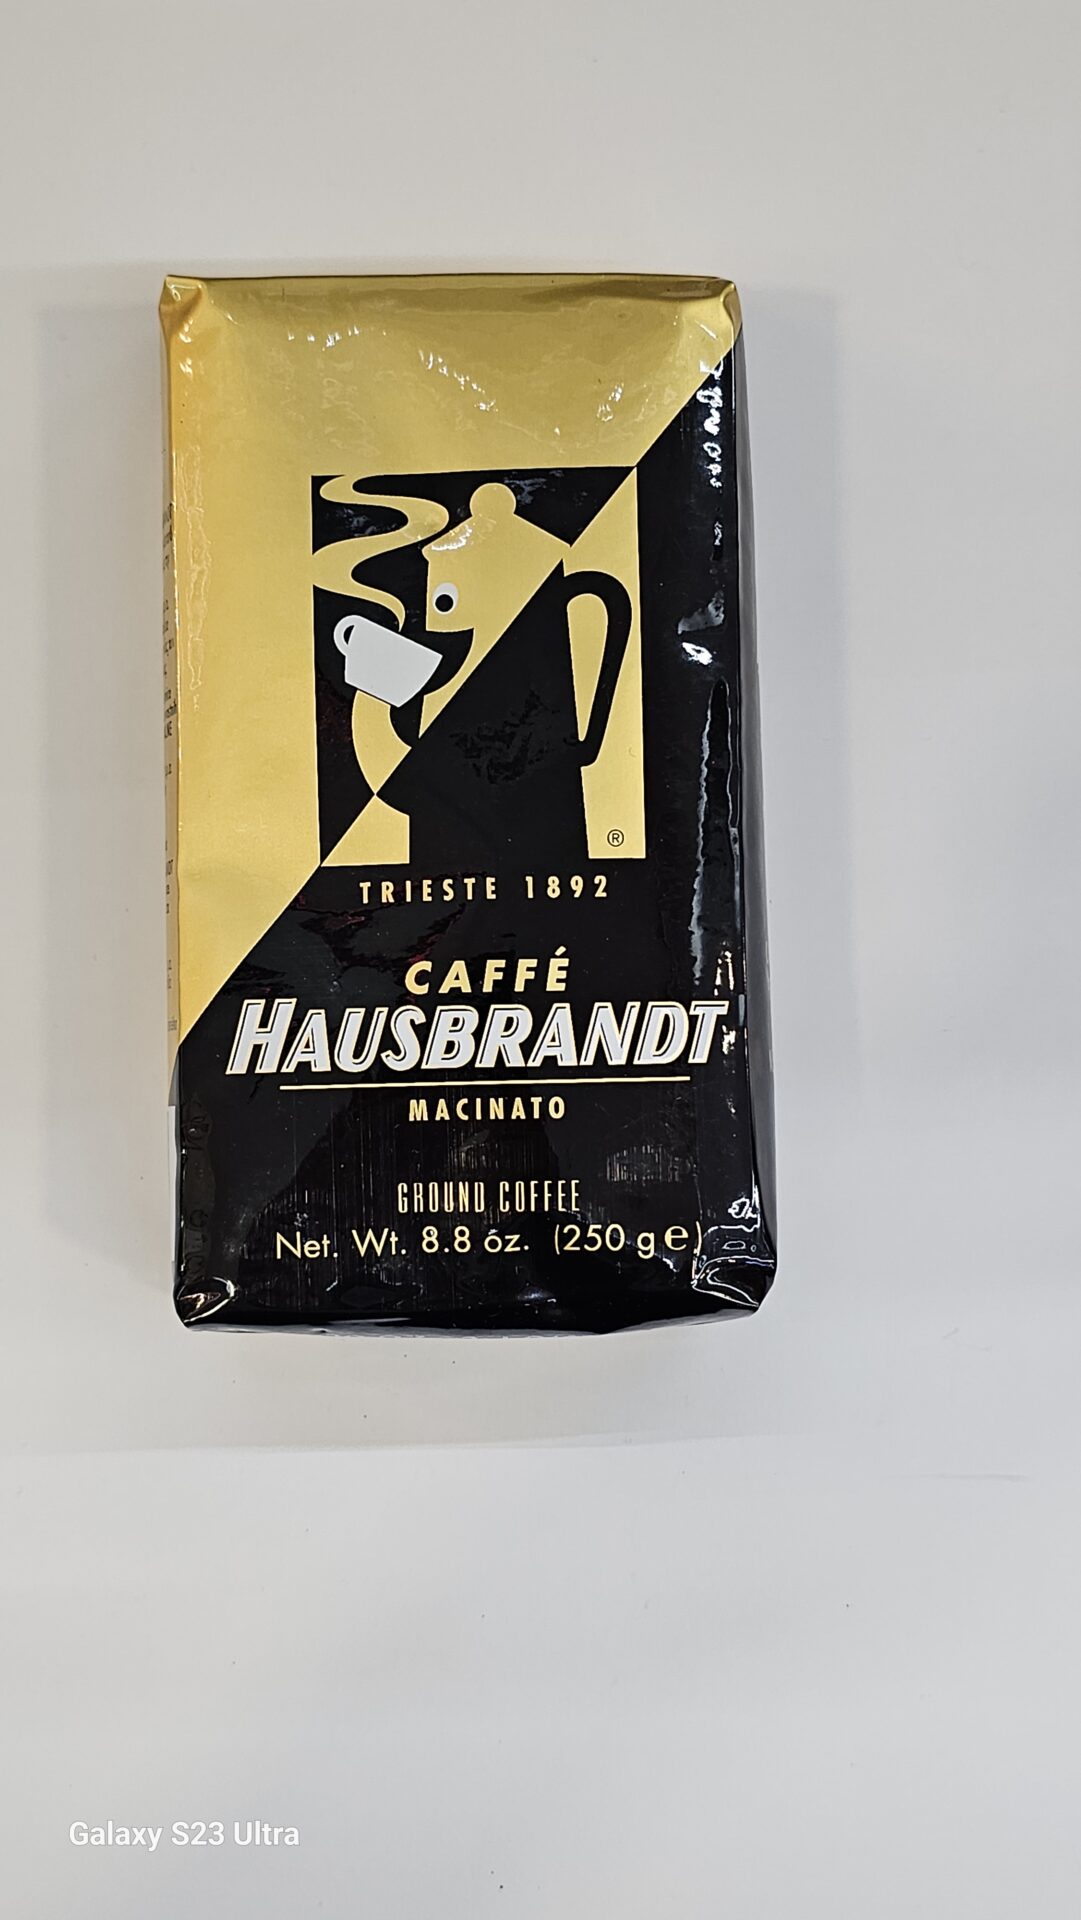 ®
TRIESTE 1892
CAFFÉ
HAUSBRANDT
MACINATO
GROUND COFFEE
Net. Wt. 8.8 oz. (250 g ℮)
Galaxy S23 Ultra